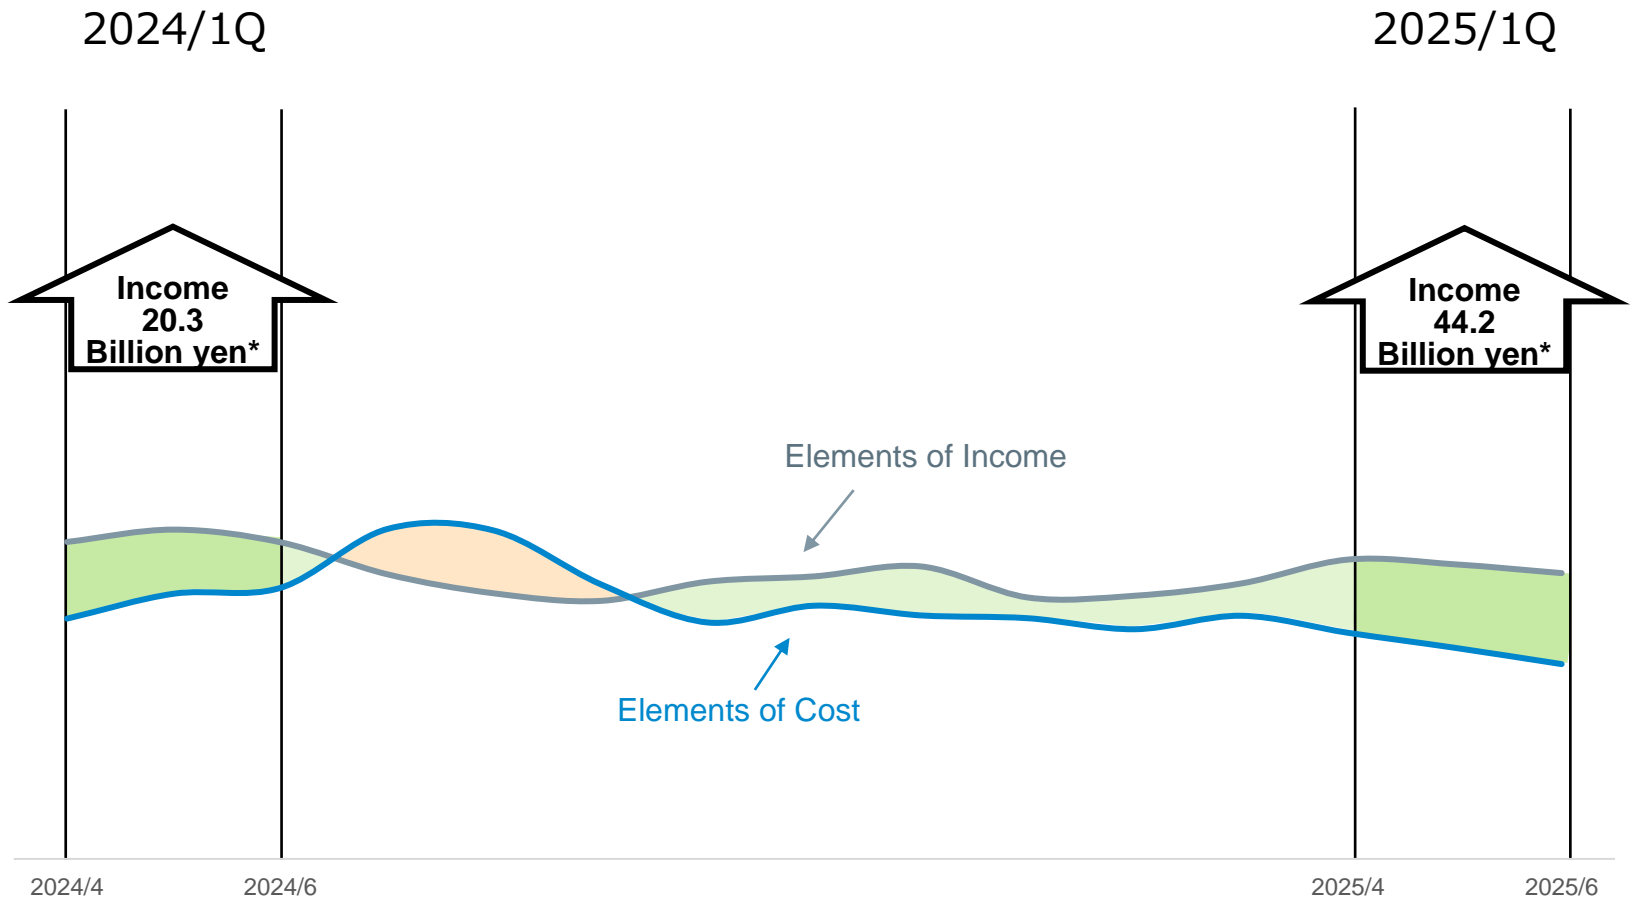 2024/1Q
2025/1Q
Income
20.3
Billion yen*
Income
44.2
Billion yen*
Elements of Income
Elements of Cost
2024/4
2024/6
2025/4
2025/6